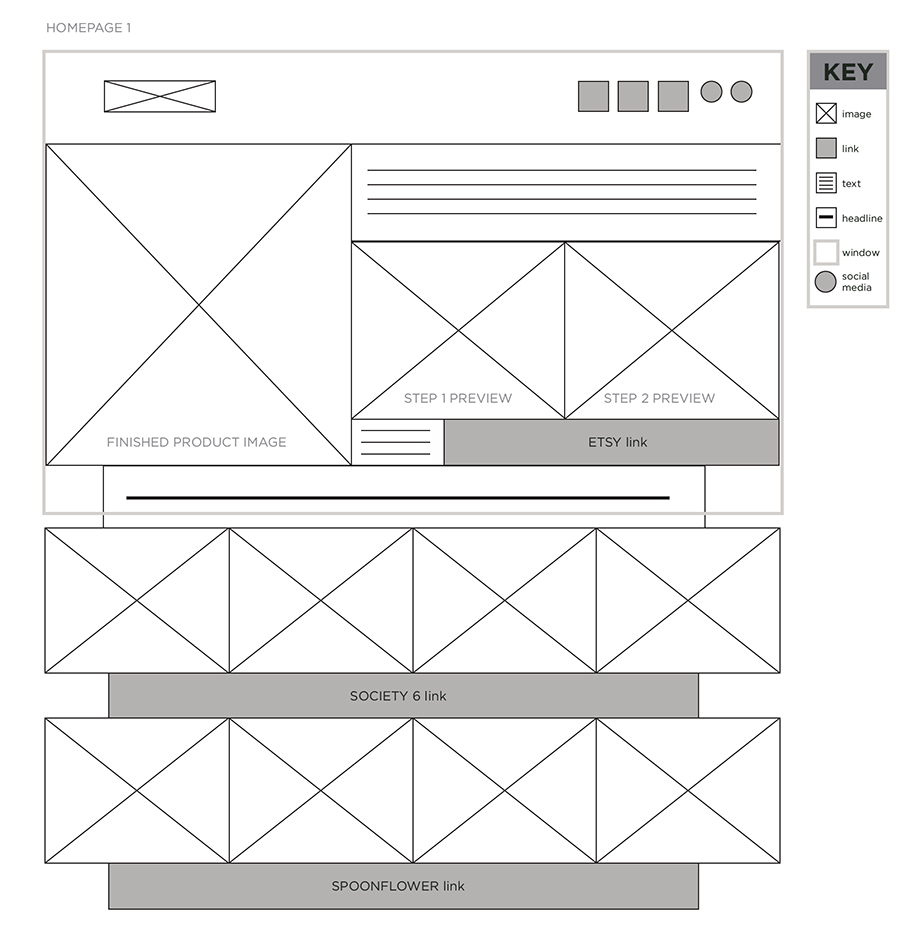 HOMEPAGE 1
KEY
image
link
text
headline
window
social
media
STEP 1 PREVIEW
STEP 2 PREVIEW
FINISHED PRODUCT IMAGE
ETSY link
SOCIETY 6 link
SPOONFLOWER link